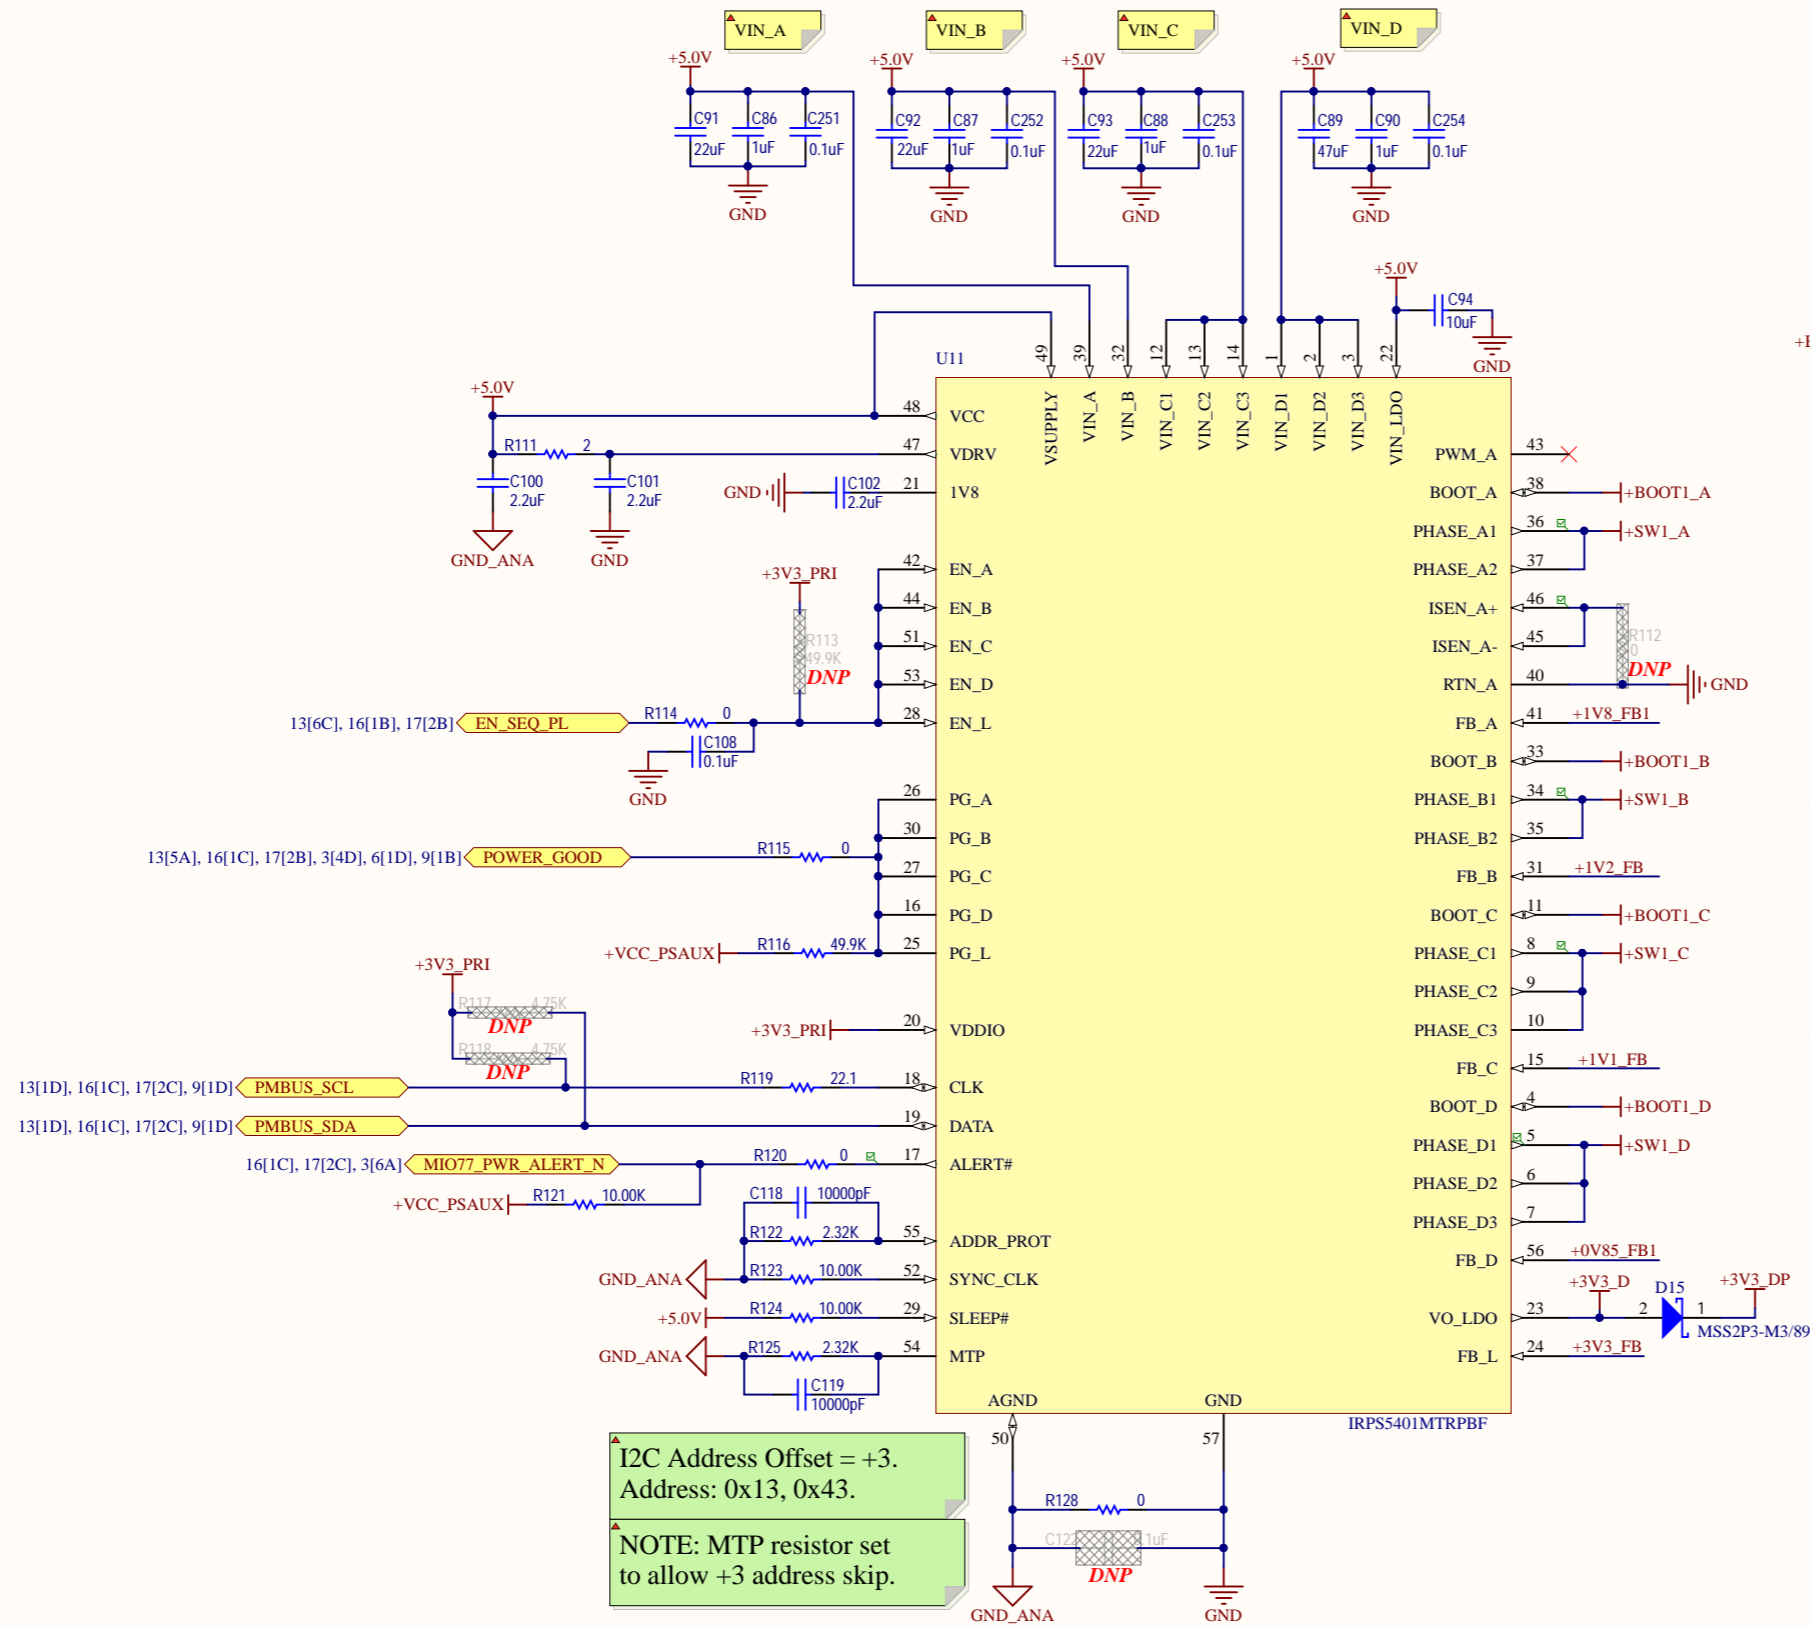 VIN_A
VIN_B
VIN_C
VIN_D
+5.0V
+5.0V
+5.0V
+5.0V
C91
22uF
C86
1uF
C251
0.1uF
C92
22uF
C87
1uF
C252
0.1uF
C93
22uF
C88
1uF
C253
0.1uF
C89
47uF
C90
1uF
C254
0.1uF
GND
GND
GND
GND
+5.0V
C94
10uF
GND
U11
49
39
32
12
13
14
1
2
3
22
VSUPPLY
VIN_A
VIN_B
VIN_C1
VIN_C2
VIN_C3
VIN_D1
VIN_D2
VIN_D3
VIN_LDO
+5.0V
48 VCC
R111 2
47 VDRV
C100
2.2uF
C101
2.2uF
GND
C102
2.2uF
21 1V8
GND_ANA
GND
+3V3_PRI
R113
49.9K
DNP
42 EN_A
44 EN_B
51 EN_C
53 EN_D
13[6C], 16[1B], 17[2B] EN_SEQ_PL R114 0 28 EN_L
C108
0.1uF
GND
26 PG_A
30 PG_B
13[5A], 16[1C], 17[2B], 3[4D], 6[1D], 9[1B] POWER_GOOD R115 0
27 PG_C
16 PG_D
+VCC_PSAUX R116 49.9K 25 PG_L
+3V3_PRI
R117 4.75K
DNP
R118 4.75K
DNP
+3V3_PRI 20 VDDIO
13[1D], 16[1C], 17[2C], 9[1D] PMBUS_SCL R119 22.1 18 CLK
13[1D], 16[1C], 17[2C], 9[1D] PMBUS_SDA 19 DATA
16[1C], 17[2C], 3[6A] MIO77_PWR_ALERT_N R120 0 17 ALERT#
+VCC_PSAUX R121 10.00K
C118 10000pF
R122 2.32K 55 ADDR_PROT
GND_ANA R123 10.00K 52 SYNC_CLK
+5.0V R124 10.00K 29 SLEEP#
GND_ANA R125 2.32K 54 MTP
C119
10000pF
PWM_A 43
BOOT_A 38 +BOOT1_A
PHASE_A1 36 +SW1_A
PHASE_A2 37
ISEN_A+ 46
ISEN_A- 45
R112
0
DNP
RTN_A 40 GND
FB_A 41 +1V8_FB1
BOOT_B 33 +BOOT1_B
PHASE_B1 34 +SW1_B
PHASE_B2 35
FB_B 31 +1V2_FB
BOOT_C 11 +BOOT1_C
PHASE_C1 8 +SW1_C
PHASE_C2 9
PHASE_C3 10
FB_C 15 +1V1_FB
BOOT_D 4 +BOOT1_D
PHASE_D1 5 +SW1_D
PHASE_D2 6
PHASE_D3 7
FB_D 56 +0V85_FB1
+3V3_D D15 +3V3_DP
VO_LDO 23 2 1
MSS2P3-M3/89
FB_L 24 +3V3_FB
AGND GND
IRPS5401MTRPBF
50 57
I2C Address Offset = +3.
Address: 0x13, 0x43.
NOTE: MTP resistor set
to allow +3 address skip.
R128 0
DNP
GND_ANA
GND